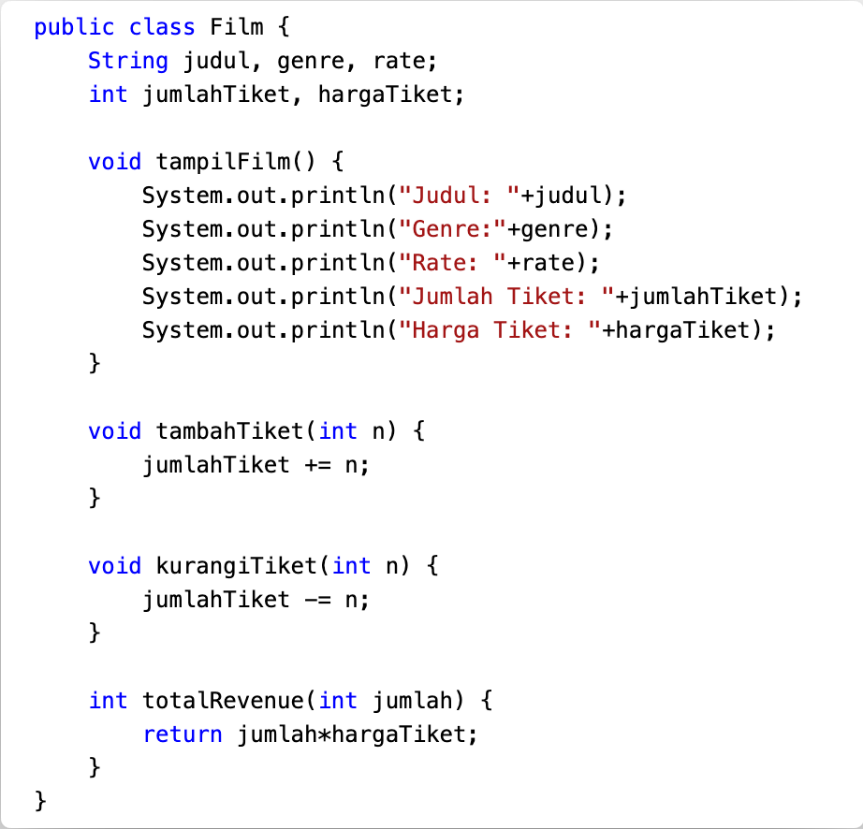 public class Film {
    String judul, genre, rate;
    int jumlahTiket, hargaTiket;

    void tampilFilm() {
        System.out.println("Judul: "+judul);
        System.out.println("Genre:"+genre);
        System.out.println("Rate: "+rate);
        System.out.println("Jumlah Tiket: "+jumlahTiket);
        System.out.println("Harga Tiket: "+hargaTiket);
    }

    void tambahTiket(int n) {
        jumlahTiket += n;
    }

    void kurangiTiket(int n) {
        jumlahTiket -= n;
    }

    int totalRevenue(int jumlah) {
        return jumlah*hargaTiket;
    }
}